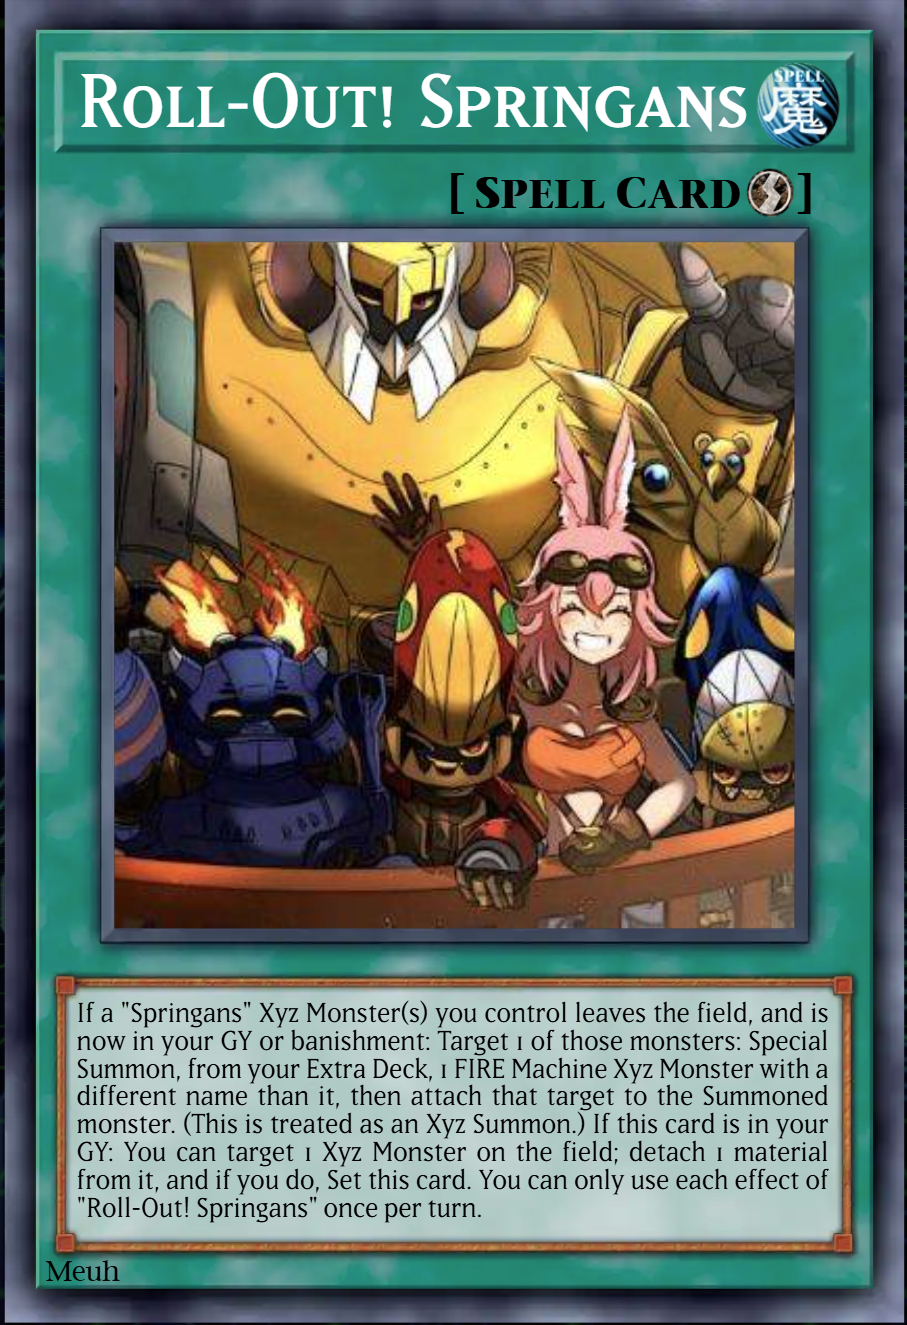 Roll-Out! Springans
SPELL
魔
[ Spell Card ]
If a "Springans" Xyz Monster(s) you control leaves the field, and is
now in your GY or banishment: Target 1 of those monsters: Special
Summon, from your Extra Deck, 1 FIRE Machine Xyz Monster with a
different name than it, then attach that target to the Summoned
monster. (This is treated as an Xyz Summon.) If this card is in your
GY: You can target 1 Xyz Monster on the field; detach 1 material
from it, and if you do, Set this card. You can only use each effect of
"Roll-Out! Springans" once per turn.
Meuh